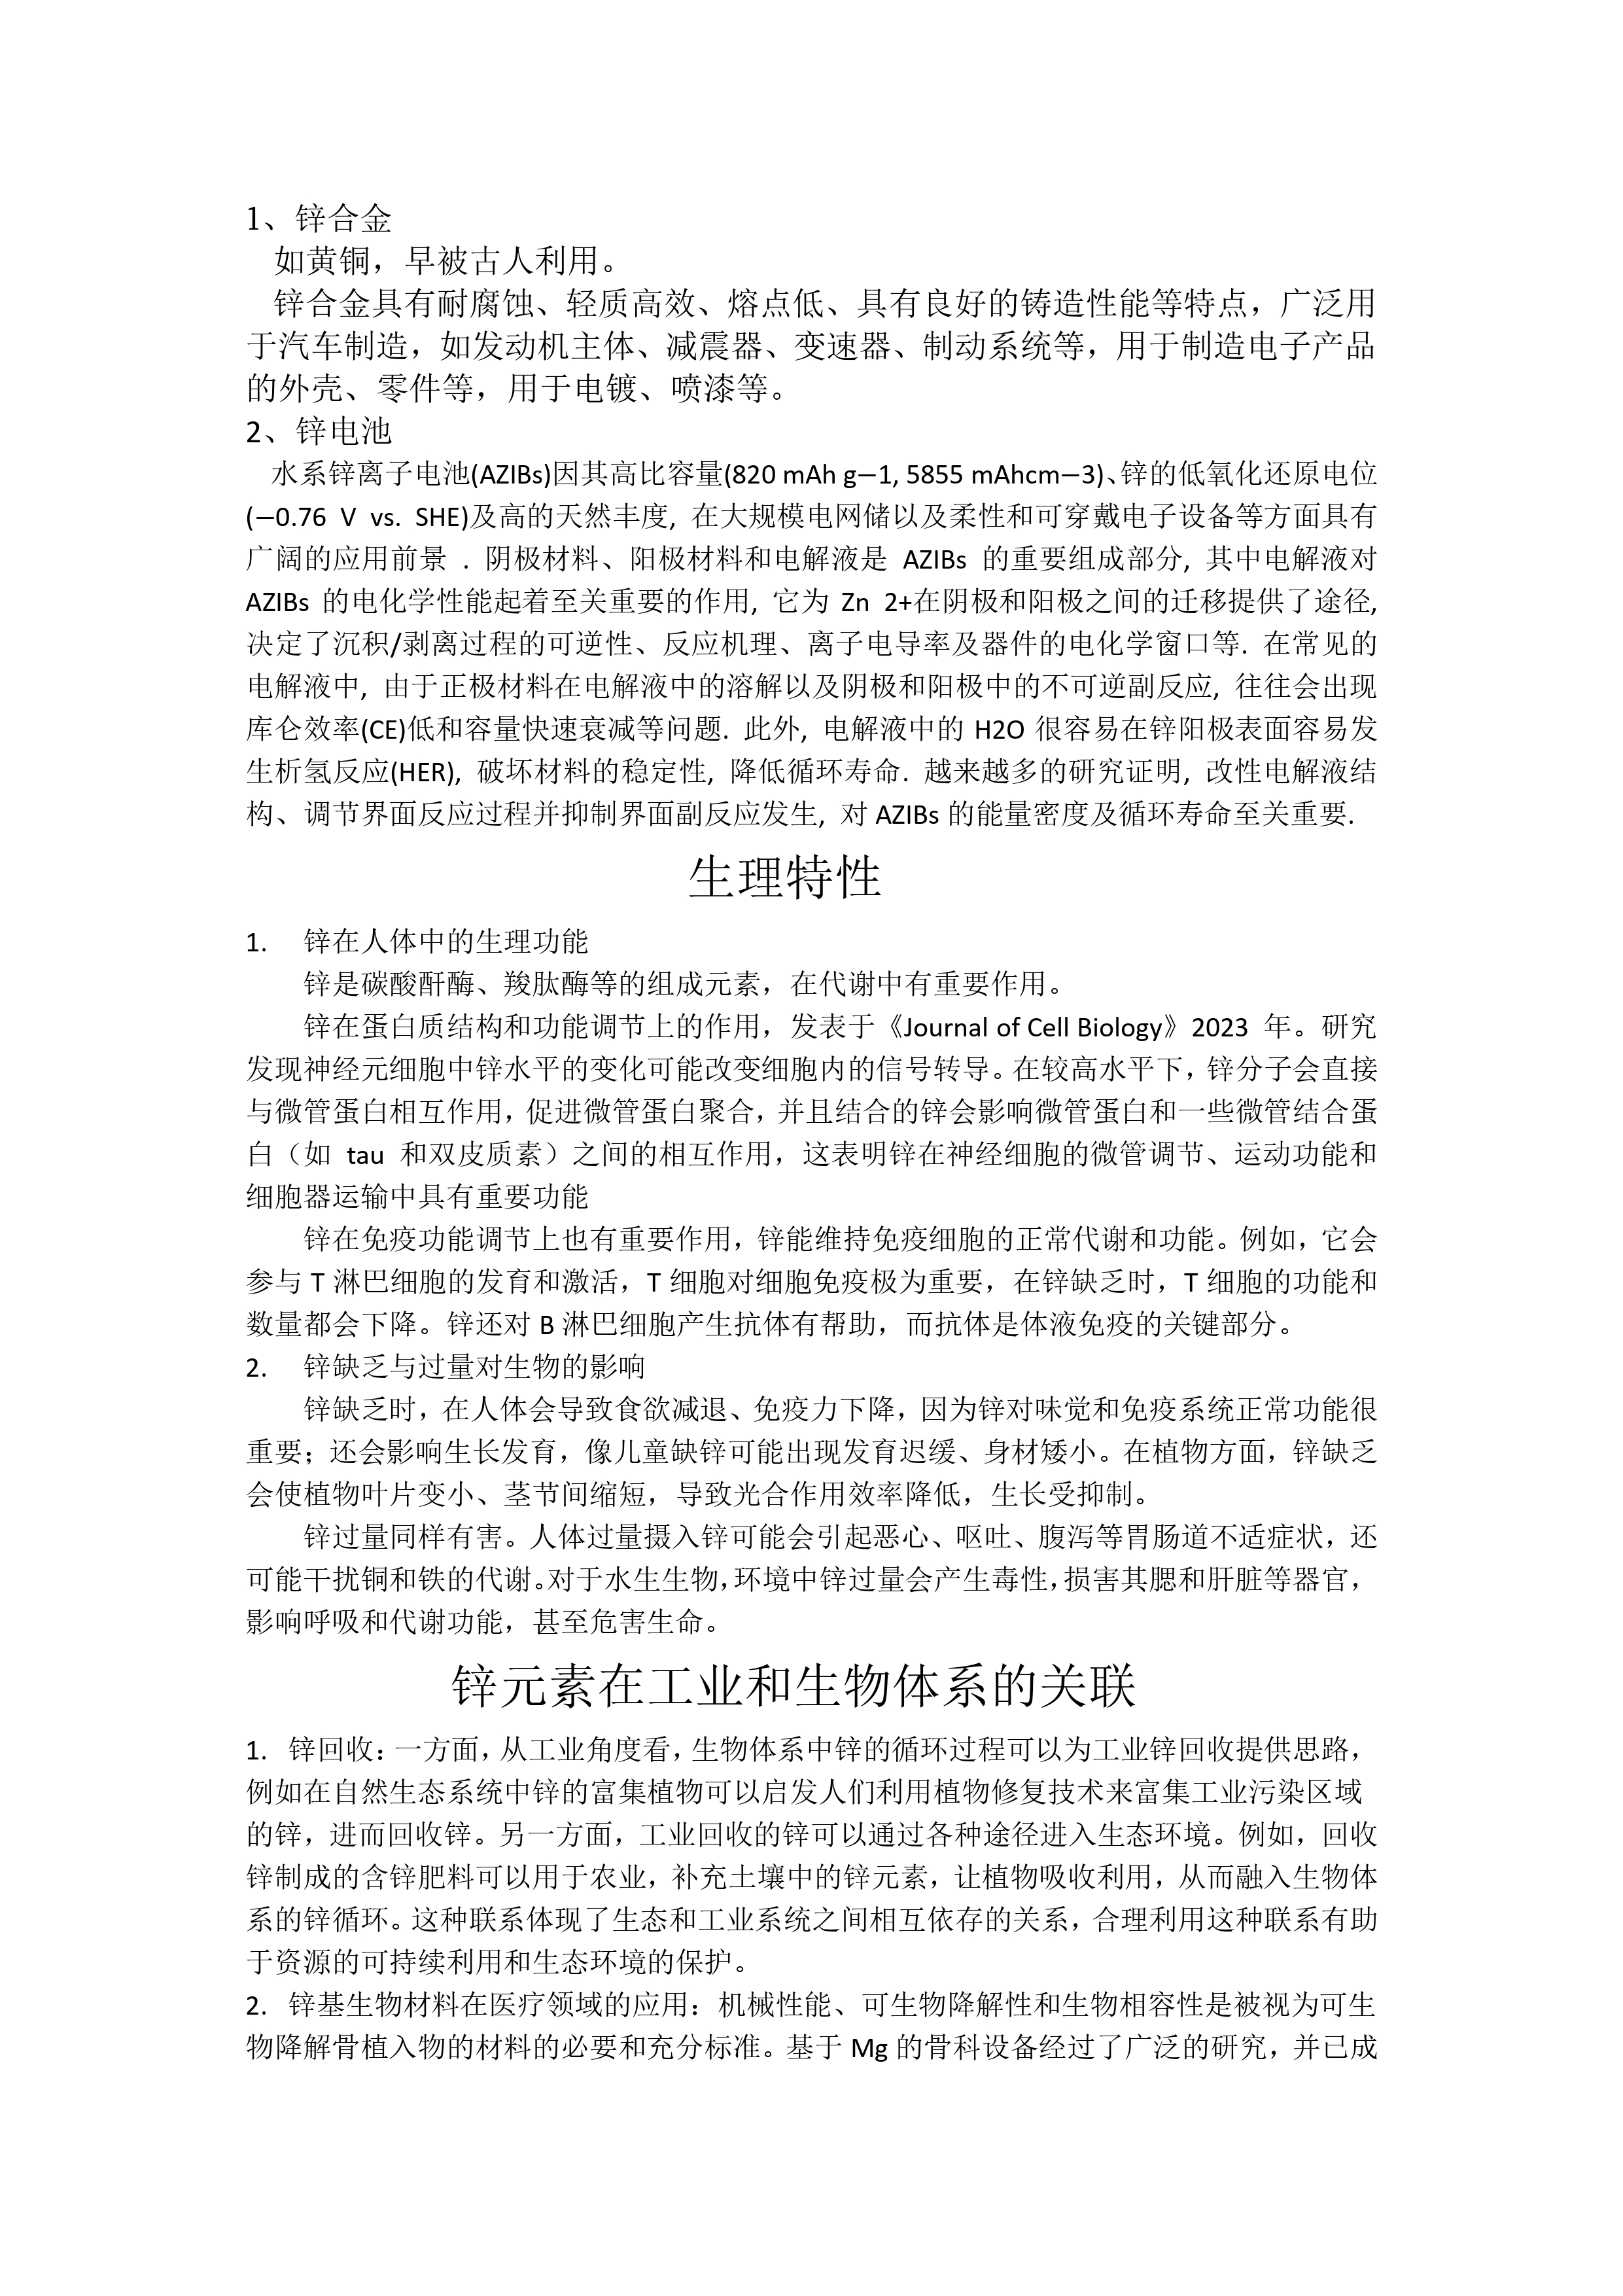 1、锌合金
如黄铜，早被古人利用。
锌合金具有耐腐蚀、轻质高效、熔点低、具有良好的铸造性能等特点，广泛用
于汽车制造，如发动机主体、减震器、变速器、制动系统等，用于制造电子产品
的外壳、零件等，用于电镀、喷漆等。
2、锌电池
水系锌离子电池(AZIBs)因其高比容量(820 mAh g−1, 5855 mAhcm−3)、锌的低氧化还原电位
(−0.76 V vs. SHE)及高的天然丰度, 在大规模电网储以及柔性和可穿戴电子设备等方面具有
广阔的应用前景 . 阴极材料、阳极材料和电解液是 AZIBs 的重要组成部分, 其中电解液对
AZIBs 的电化学性能起着至关重要的作用, 它为 Zn 2+在阴极和阳极之间的迁移提供了途径,
决定了沉积/剥离过程的可逆性、反应机理、离子电导率及器件的电化学窗口等. 在常见的
电解液中, 由于正极材料在电解液中的溶解以及阴极和阳极中的不可逆副反应, 往往会出现
库仑效率(CE)低和容量快速衰减等问题. 此外, 电解液中的 H2O 很容易在锌阳极表面容易发
生析氢反应(HER), 破坏材料的稳定性, 降低循环寿命. 越来越多的研究证明, 改性电解液结
构、调节界面反应过程并抑制界面副反应发生, 对 AZIBs 的能量密度及循环寿命至关重要.
生理特性
1. 锌在人体中的生理功能
锌是碳酸酐酶、羧肽酶等的组成元素，在代谢中有重要作用。
锌在蛋白质结构和功能调节上的作用，发表于《Journal of Cell Biology》2023 年。研究
发现神经元细胞中锌水平的变化可能改变细胞内的信号转导。在较高水平下，锌分子会直接
与微管蛋白相互作用，促进微管蛋白聚合，并且结合的锌会影响微管蛋白和一些微管结合蛋
白（如 tau 和双皮质素）之间的相互作用，这表明锌在神经细胞的微管调节、运动功能和
细胞器运输中具有重要功能
锌在免疫功能调节上也有重要作用，锌能维持免疫细胞的正常代谢和功能。例如，它会
参与 T 淋巴细胞的发育和激活，T 细胞对细胞免疫极为重要，在锌缺乏时，T 细胞的功能和
数量都会下降。锌还对 B 淋巴细胞产生抗体有帮助，而抗体是体液免疫的关键部分。
2. 锌缺乏与过量对生物的影响
锌缺乏时，在人体会导致食欲减退、免疫力下降，因为锌对味觉和免疫系统正常功能很
重要；还会影响生长发育，像儿童缺锌可能出现发育迟缓、身材矮小。在植物方面，锌缺乏
会使植物叶片变小、茎节间缩短，导致光合作用效率降低，生长受抑制。
锌过量同样有害。人体过量摄入锌可能会引起恶心、呕吐、腹泻等胃肠道不适症状，还
可能干扰铜和铁的代谢。对于水生生物，环境中锌过量会产生毒性，损害其腮和肝脏等器官，
影响呼吸和代谢功能，甚至危害生命。
锌元素在工业和生物体系的关联
1. 锌回收：一方面，从工业角度看，生物体系中锌的循环过程可以为工业锌回收提供思路，
例如在自然生态系统中锌的富集植物可以启发人们利用植物修复技术来富集工业污染区域
的锌，进而回收锌。另一方面，工业回收的锌可以通过各种途径进入生态环境。例如，回收
锌制成的含锌肥料可以用于农业，补充土壤中的锌元素，让植物吸收利用，从而融入生物体
系的锌循环。这种联系体现了生态和工业系统之间相互依存的关系，合理利用这种联系有助
于资源的可持续利用和生态环境的保护。
2. 锌基生物材料在医疗领域的应用：机械性能、可生物降解性和生物相容性是被视为可生
物降解骨植入物的材料的必要和充分标准。基于 Mg 的骨科设备经过了广泛的研究，并已成